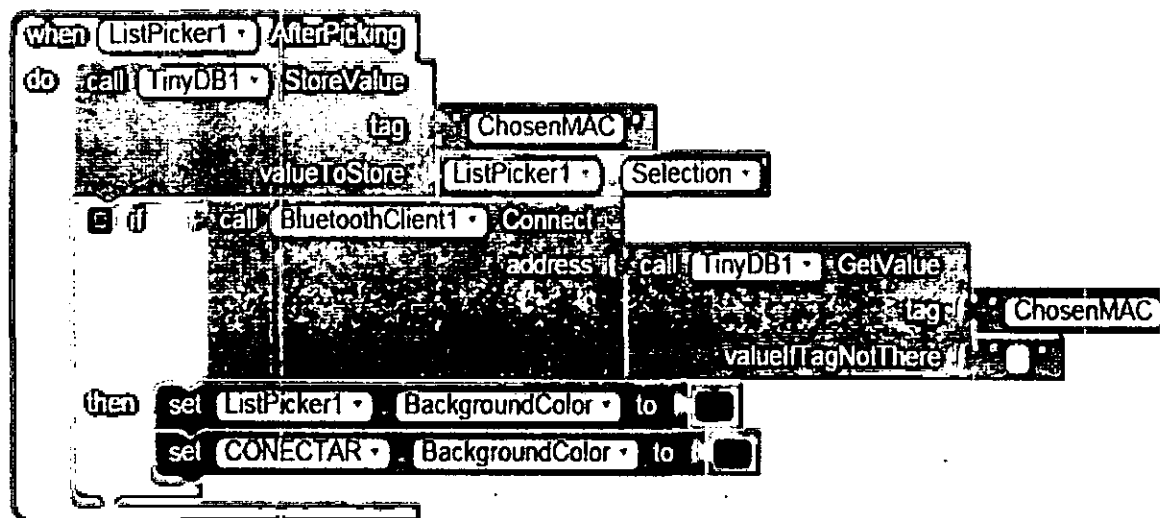 when ListPicker1 .AfterPicking
do call TinyDB1 .StoreValue
tag " ChosenMAC "
valueToStore ListPicker1 . Selection
if call BluetoothClient1 .Connect
address call TinyDB1 .GetValue
tag " ChosenMAC
valueIfTagNotThere " "
then set ListPicker1 . BackgroundColor to
set CONECTAR . BackgroundColor to